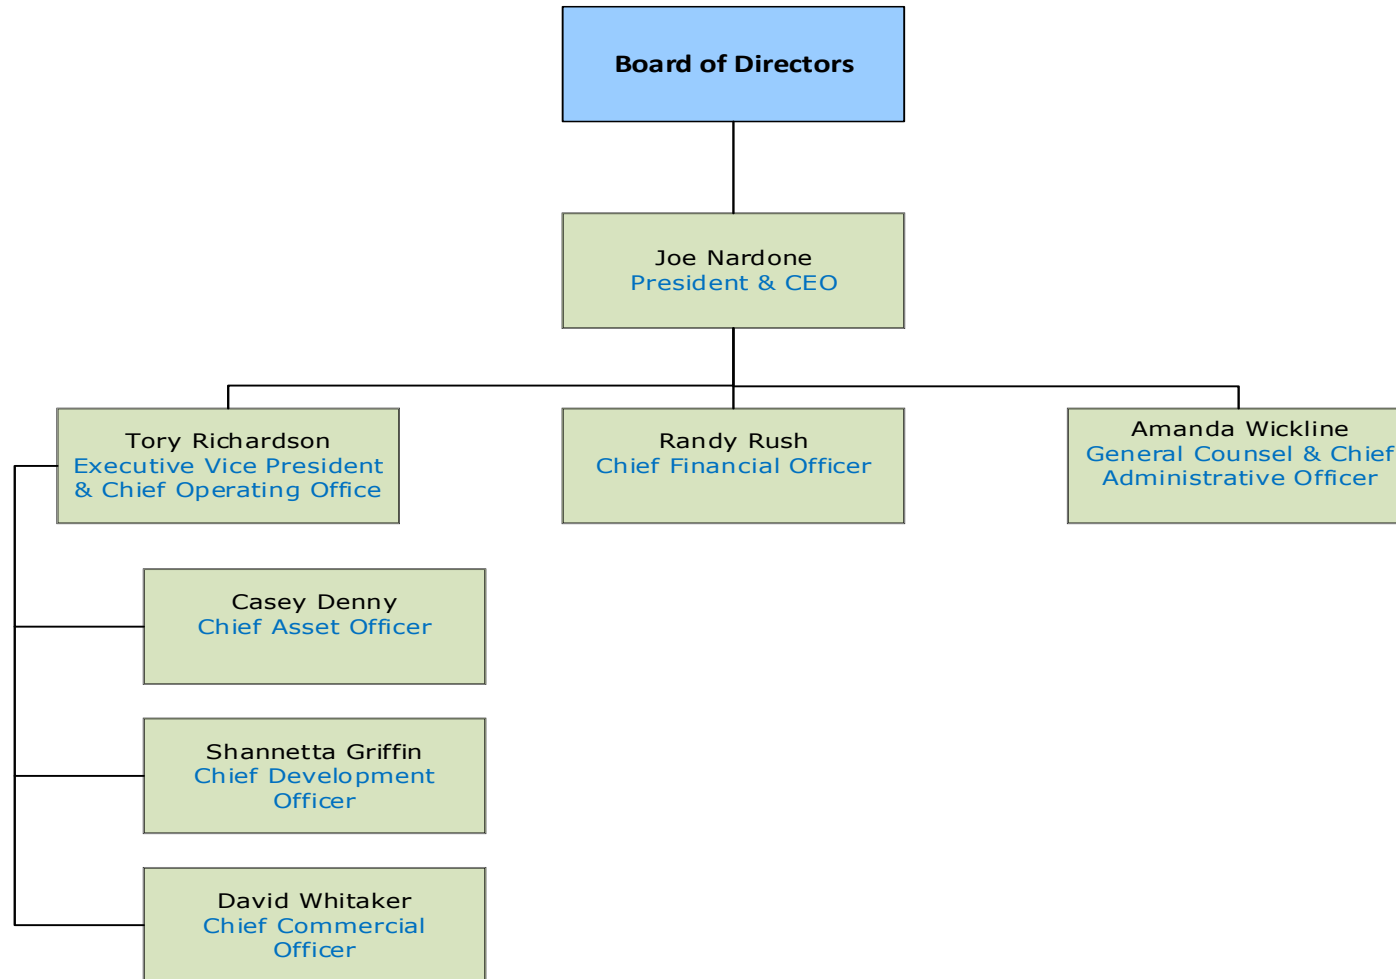 Board of Directors
Joe Nardone
President & CEO
Tory Richardson
Executive Vice President
& Chief Operating Office
Randy Rush
Chief Financial Officer
Amanda Wickline
General Counsel & Chief
Administrative Officer
Casey Denny
Chief Asset Officer
Shannetta Griffin
Chief Development
Officer
David Whitaker
Chief Commercial
Officer